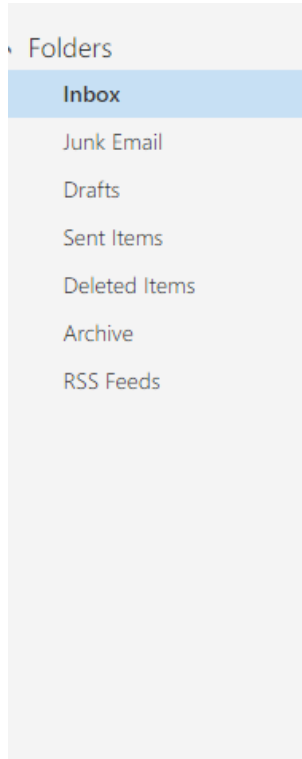 Folders
Inbox
Junk Email
Drafts
Sent Items
Deleted Items
Archive
RSS Feeds